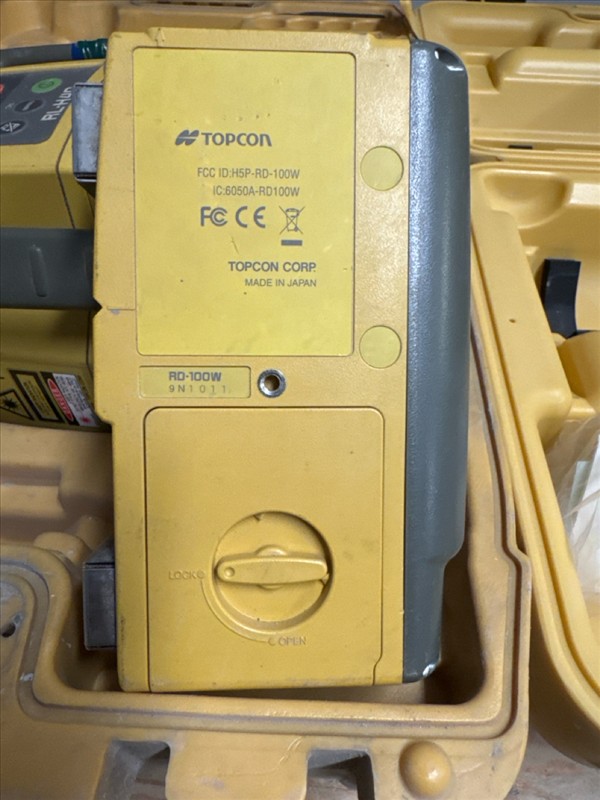 TOPCON
FCC ID:H5P-RD-100W
IC:6050A-RD100W
FC CE
TOPCON CORP.
MADE IN JAPAN
RD-100W
9N1011
LOCK
OPEN